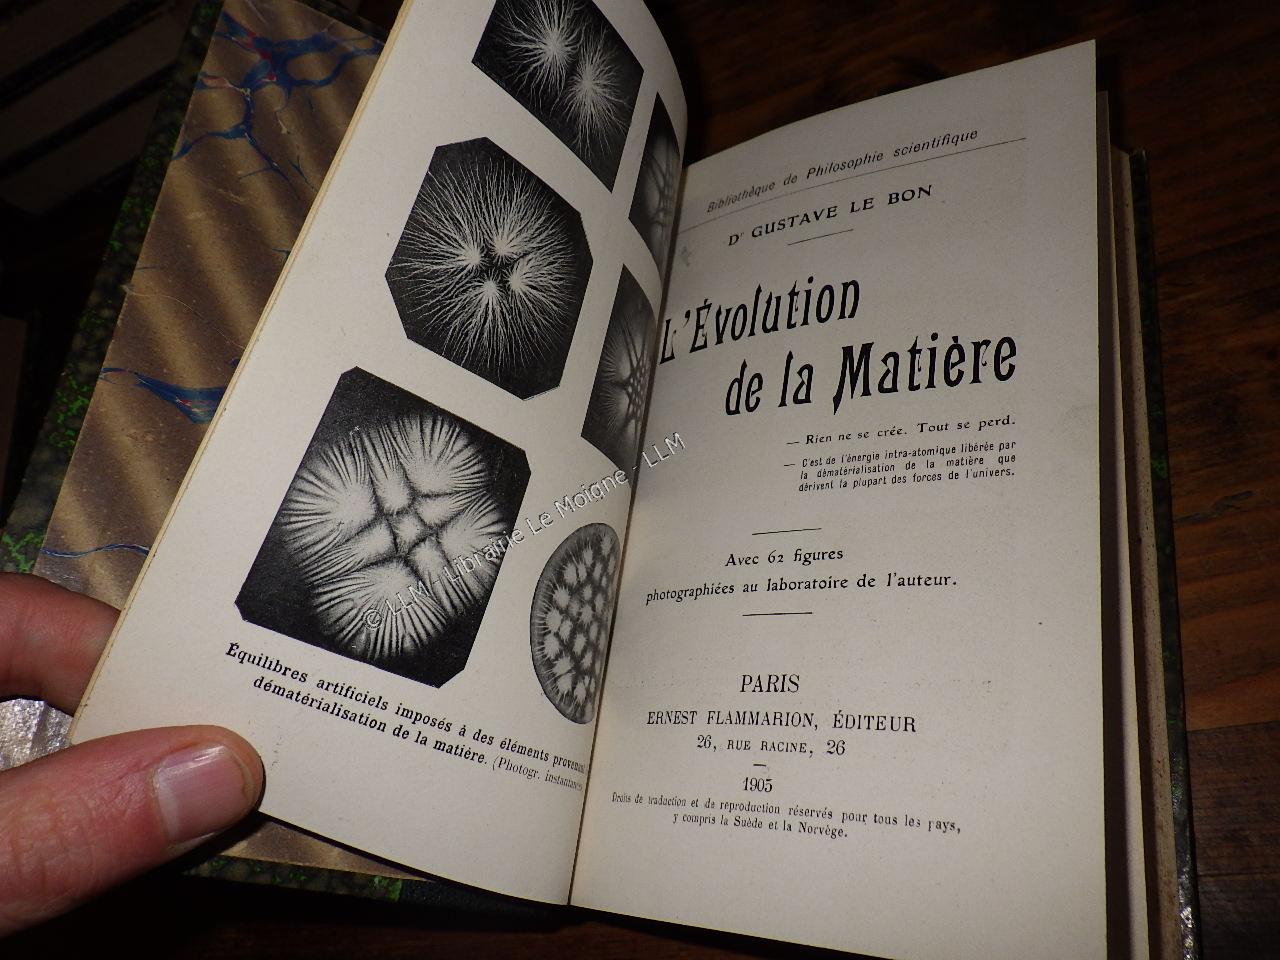 Équilibres artificiels imposés à des éléments
dématérialisation de la matière. (Photogr.
© LLM - Librairie Le Moigne - LLM
Bibliothèque de Philosophie scientifique
Dr GUSTAVE LE BON
L'Évolution
de la Matière
— Rien ne se crée. Tout se perd.
— C'est de l'énergie intra-atomique libérée par
la dématérialisation de la matière que
dérivent la plupart des forces de l'univers.
Avec 62 figures
photographiées au laboratoire de l'auteur.
PARIS
ERNEST FLAMMARION, ÉDITEUR
26, RUE RACINE, 26
1905
Droits de traduction et de reproduction réservés pour tous les pays,
y compris la Suède et la Norvège.